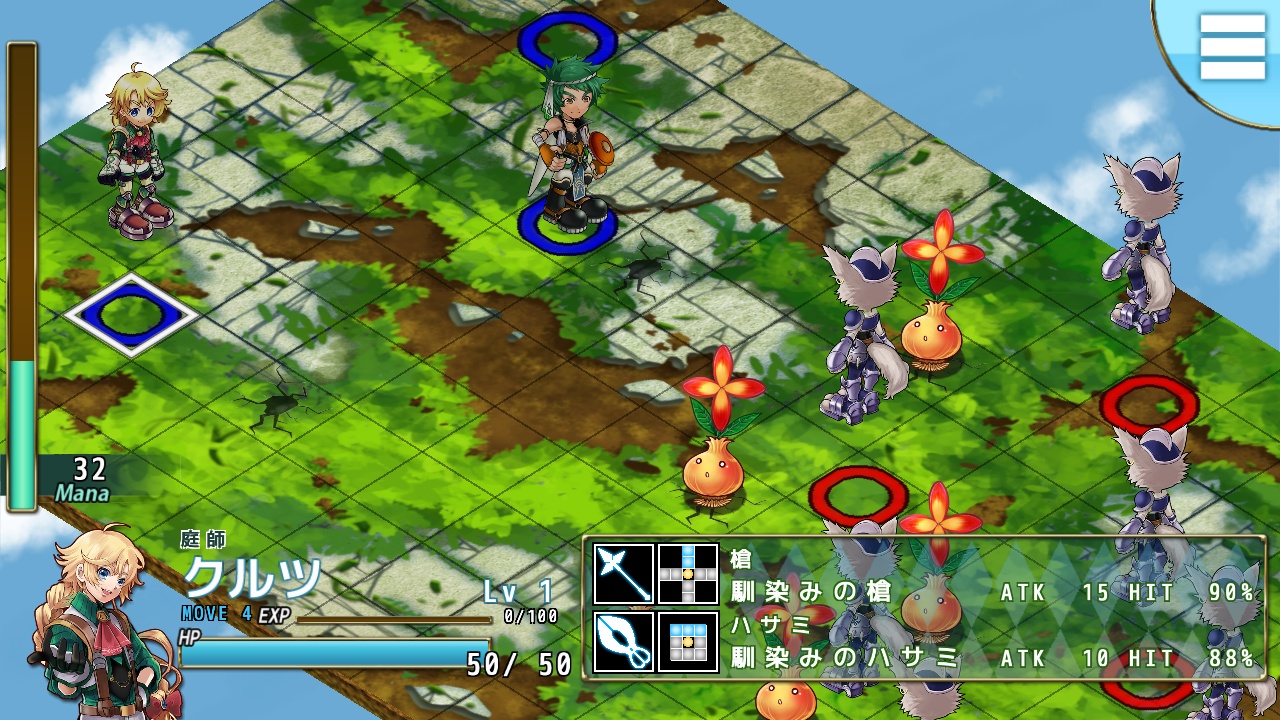 32
Mana
庭師
クルツ
Lv 1
MOVE 4 EXP 0/100
HP 50/ 50
槍
馴染みの槍 ATK 15 HIT 90%
ハサミ
馴染みのハサミ ATK 10 HIT 88%